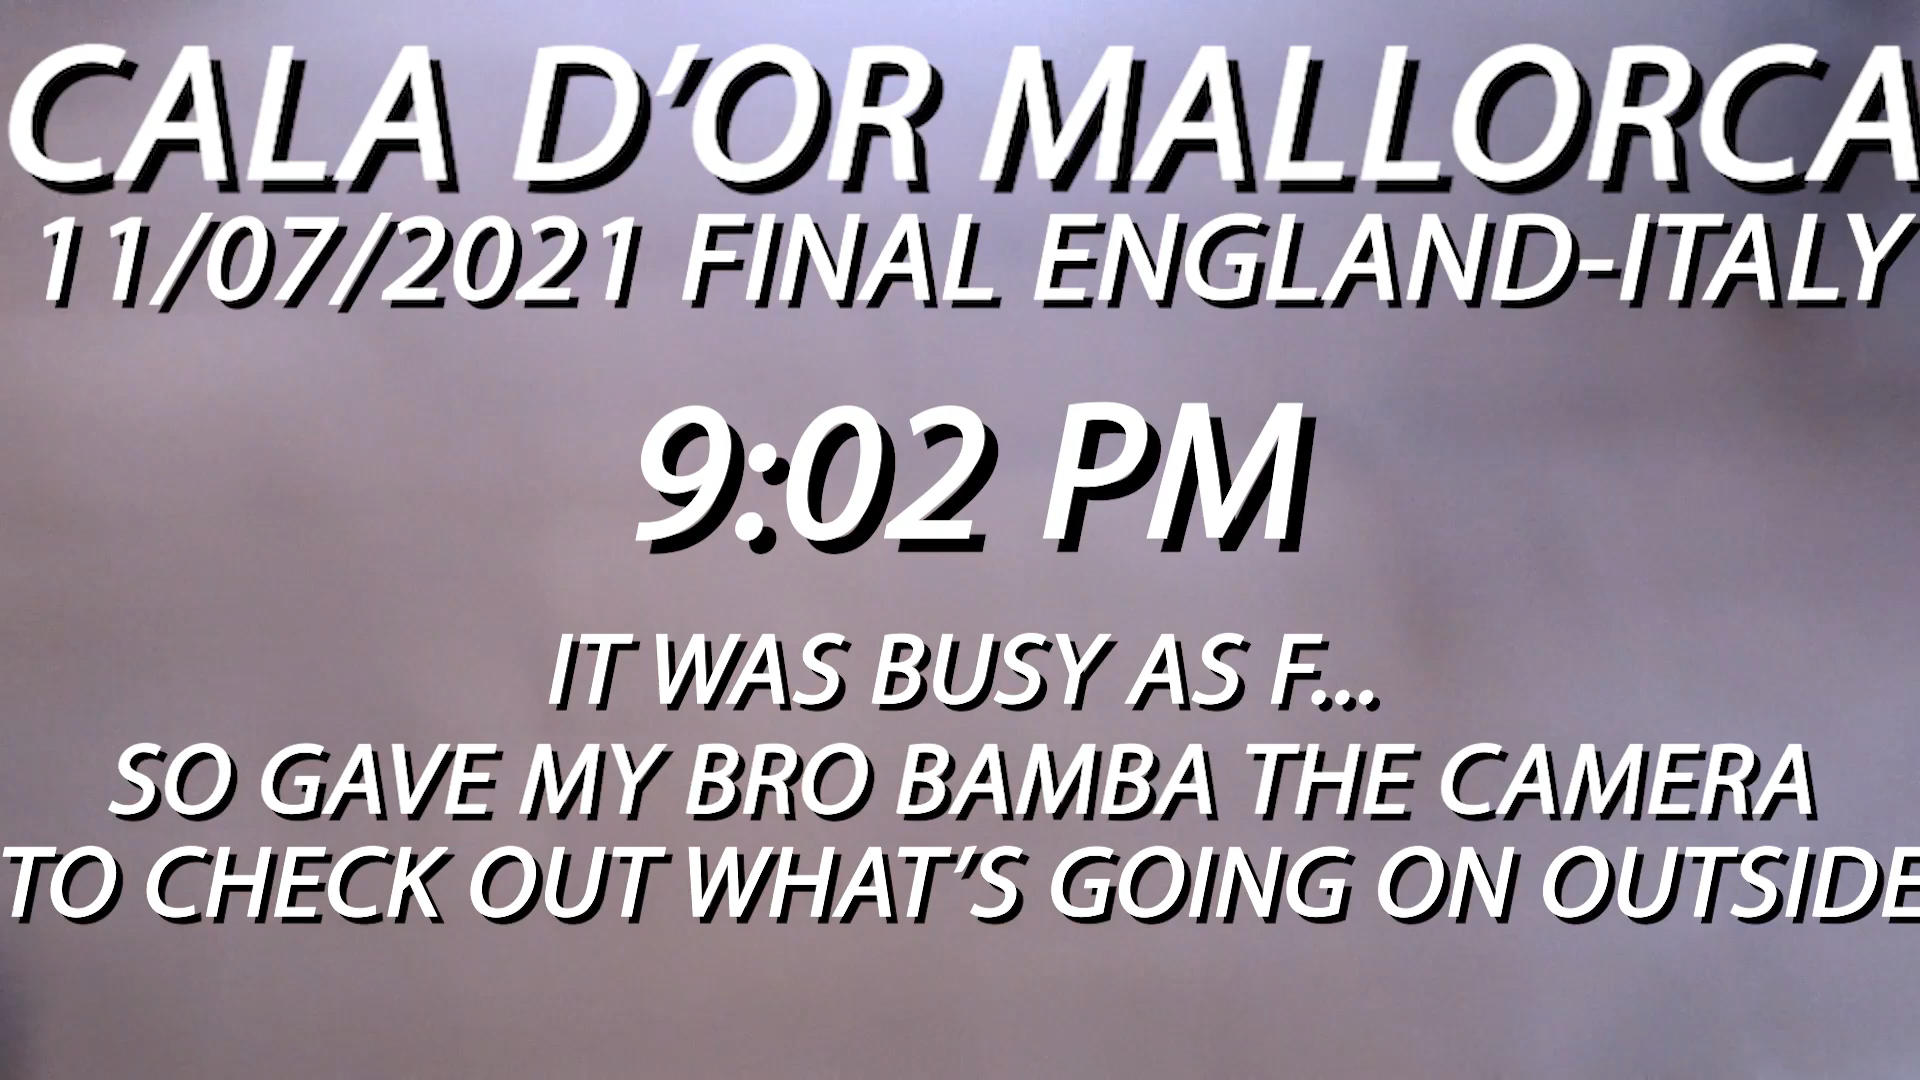 CALA D’OR MALLORCA
11/07/2021 FINAL ENGLAND-ITALY
9:02 PM
IT WAS BUSY AS F...
SO GAVE MY BRO BAMBA THE CAMERA
TO CHECK OUT WHAT’S GOING ON OUTSIDE